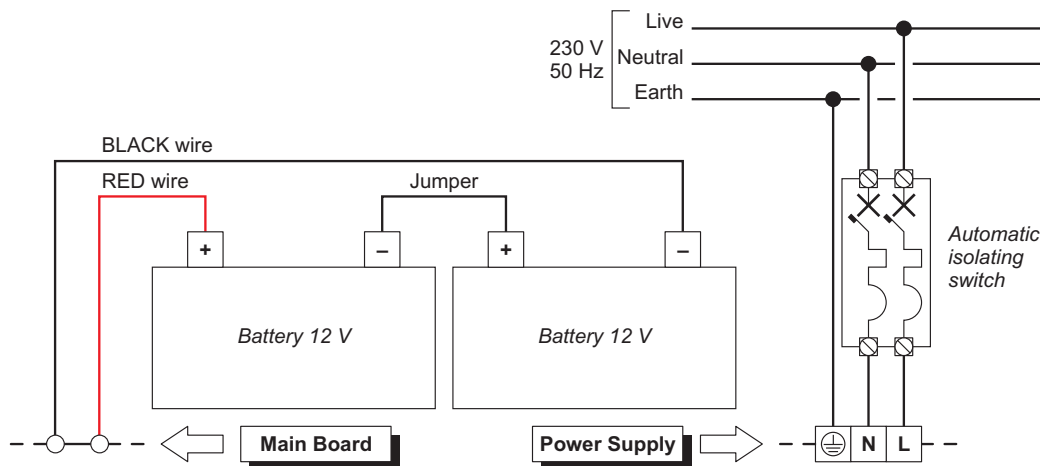 Live
230 V
50 Hz
Neutral
Earth
BLACK wire
RED wire
Jumper
+
–
+
–
Battery 12 V
Battery 12 V
Automatic
isolating
switch
Main Board
Power Supply
N
L